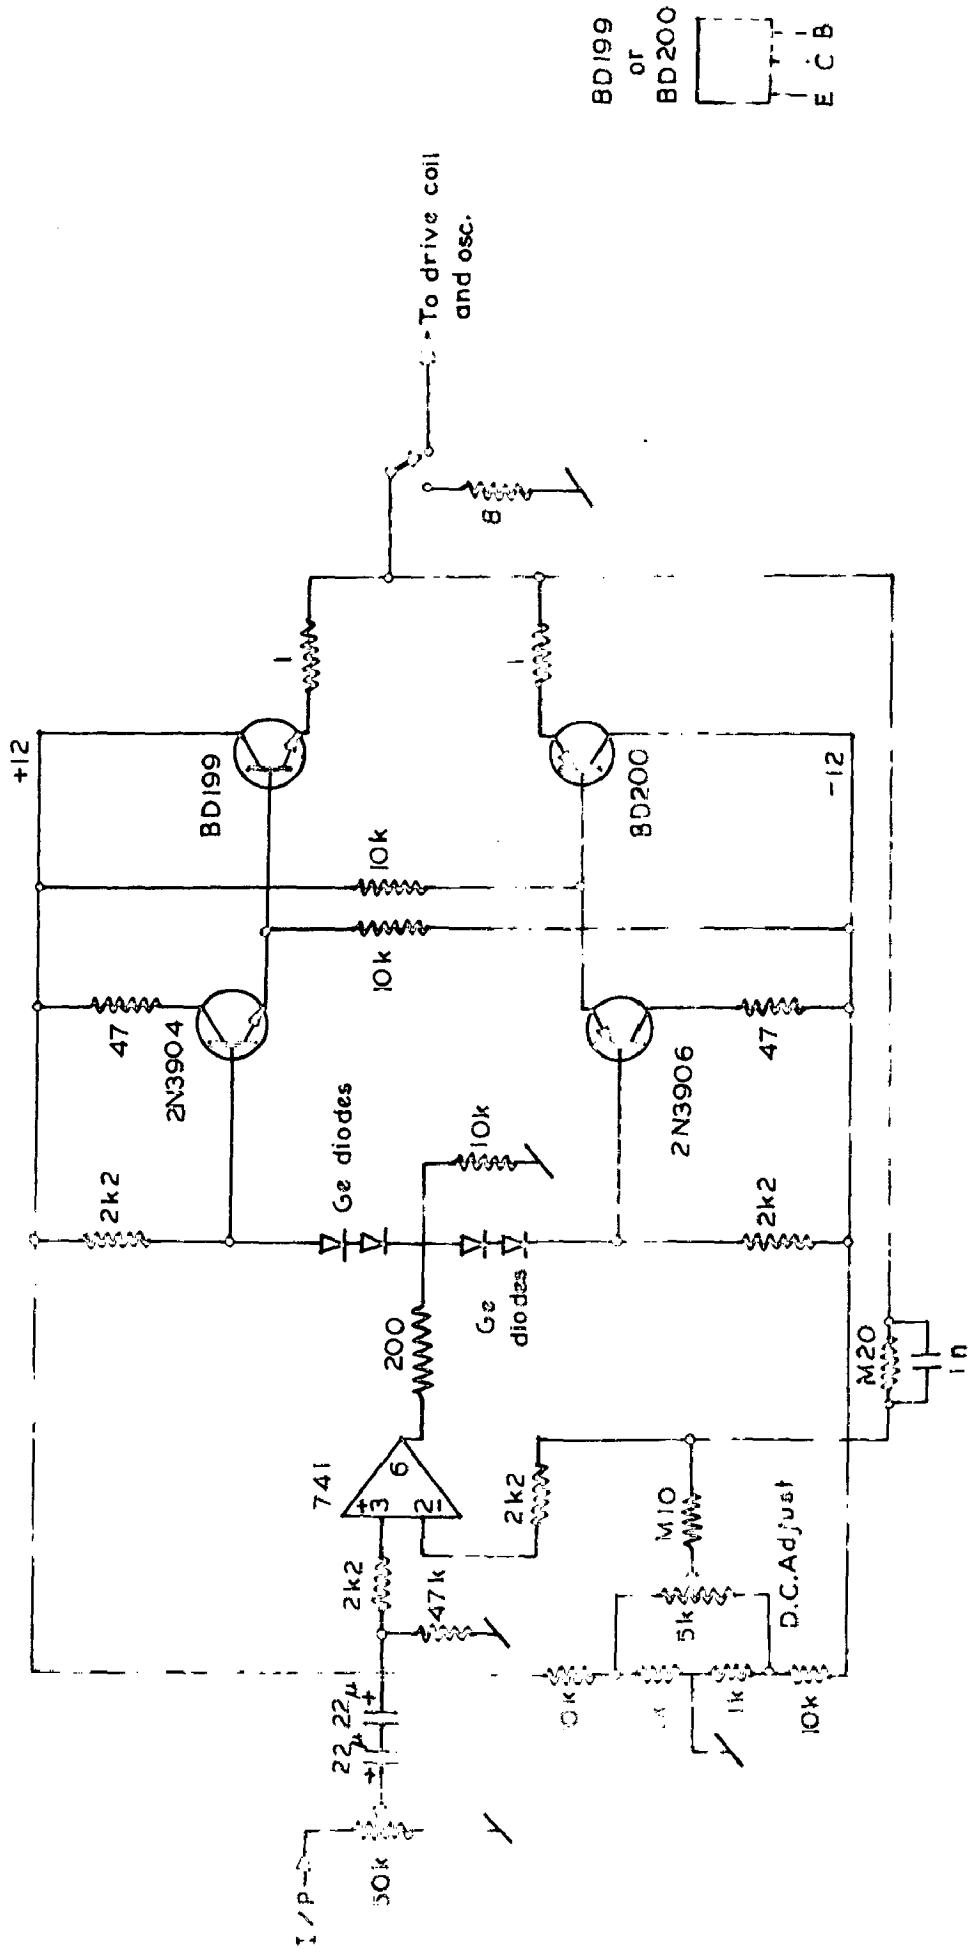 +12
BD199
or
BD200
E C B
2k2
47
2N3904
BD199
1
Ge diodes
10k
10k
10k
To drive coil
and osc.
8
1
I/P
50k
22µ 22µ
2k2
47k
741
3
6
2
200
Ge
diodes
2k2
2N3906
47
BD200
-12
2k2
M10
5k
1k
10k
D.C. Adjust
M20
1n